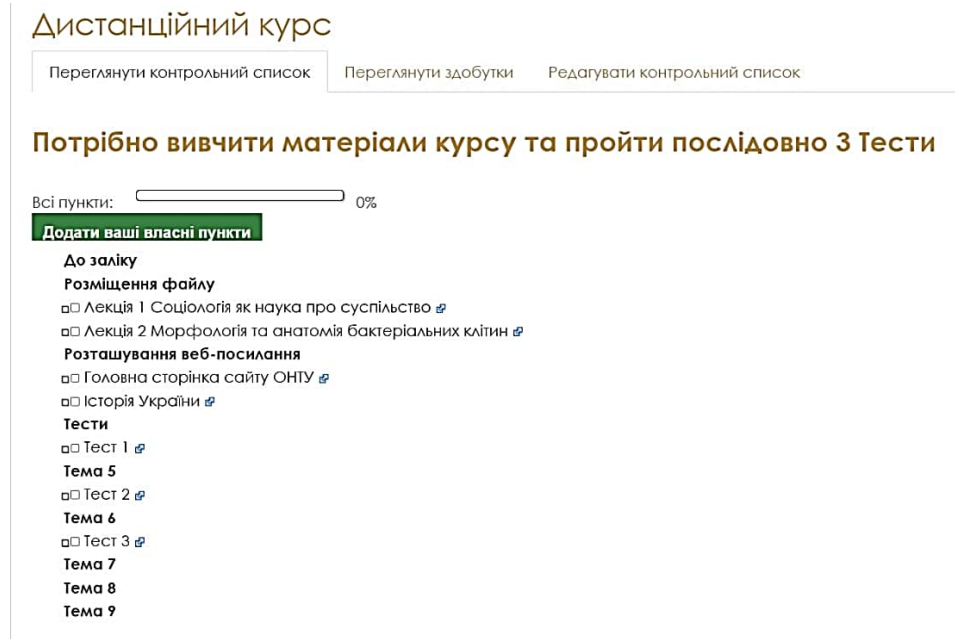 Дистанційний курс
Переглянути контрольний список Переглянути здобутки Редагувати контрольний список
Потрібно вивчити матеріали курсу та пройти послідовно 3 Тести
Всі пункти: 0%
Додати ваші власні пункти
До заліку
Розміщення файлу
Лекція 1 Соціологія як наука про суспільство
Лекція 2 Морфологія та анатомія бактеріальних клітин
Розташування веб-посилання
Головна сторінка сайту ОНТУ
Історія України
Тести
Тест 1
Тема 5
Тест 2
Тема 6
Тест 3
Тема 7
Тема 8
Тема 9